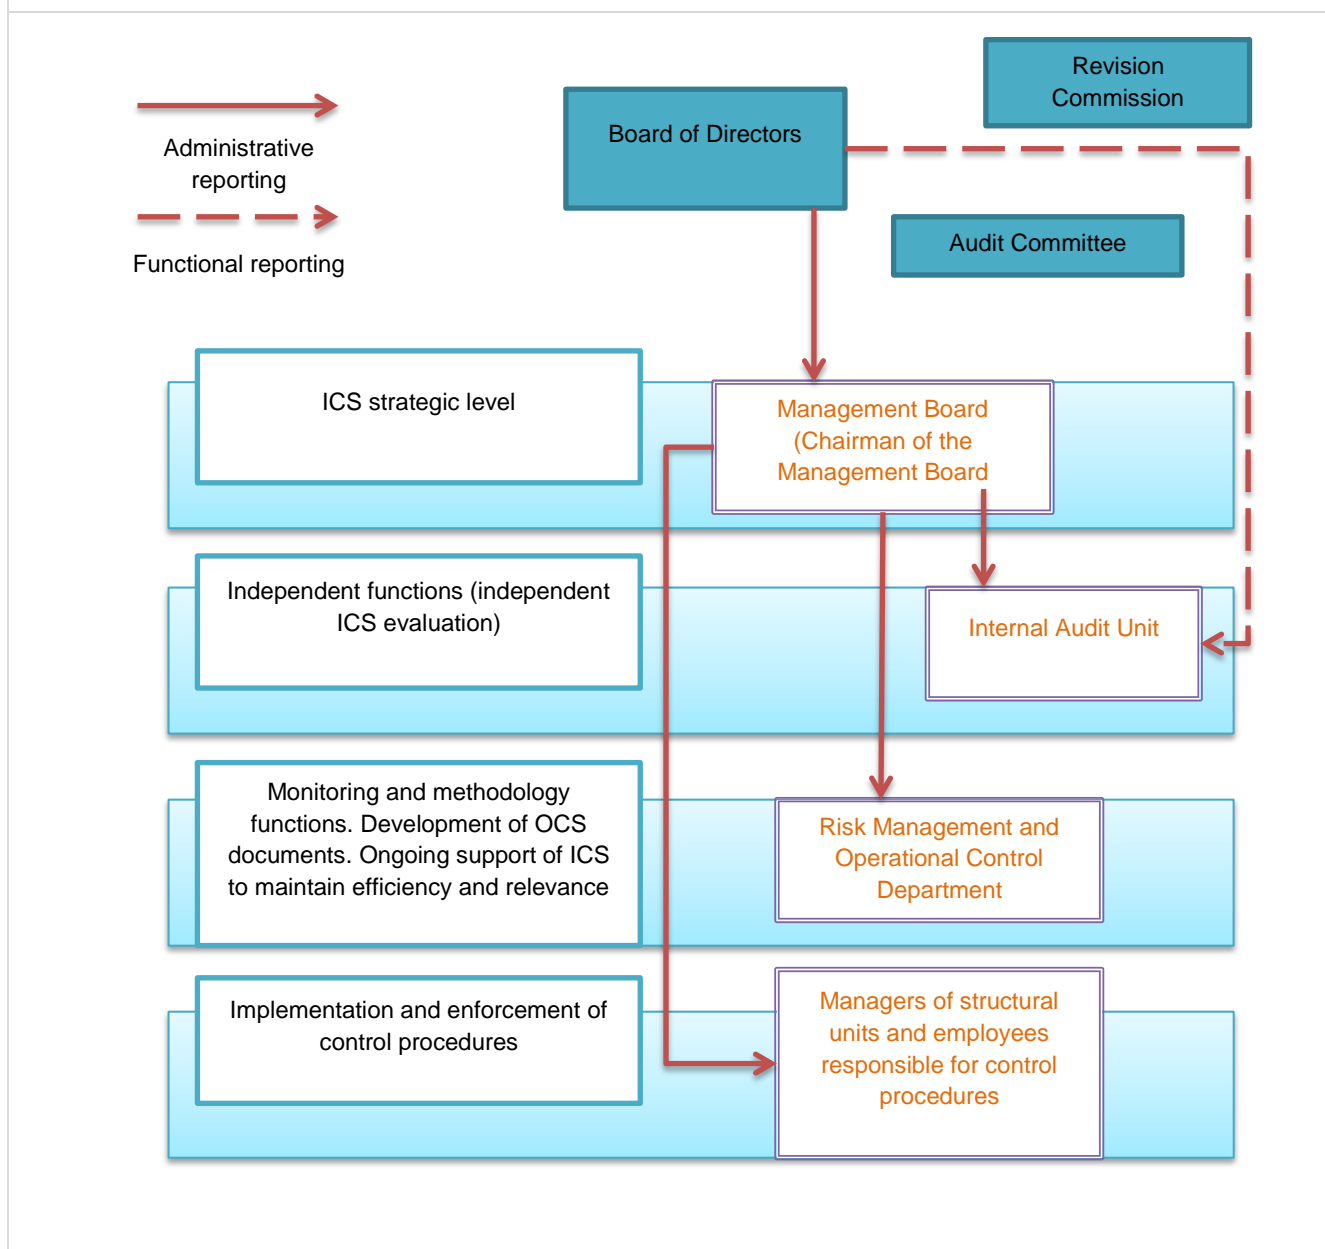 Revision
Commission
Board of Directors
Administrative
reporting
Audit Committee
Functional reporting
ICS strategic level
Management Board
(Chairman of the
Management Board
Independent functions (independent
ICS evaluation)
Internal Audit Unit
Monitoring and methodology
functions. Development of OCS
documents. Ongoing support of ICS
to maintain efficiency and relevance
Risk Management and
Operational Control
Department
Implementation and enforcement of
control procedures
Managers of structural
units and employees
responsible for control
procedures